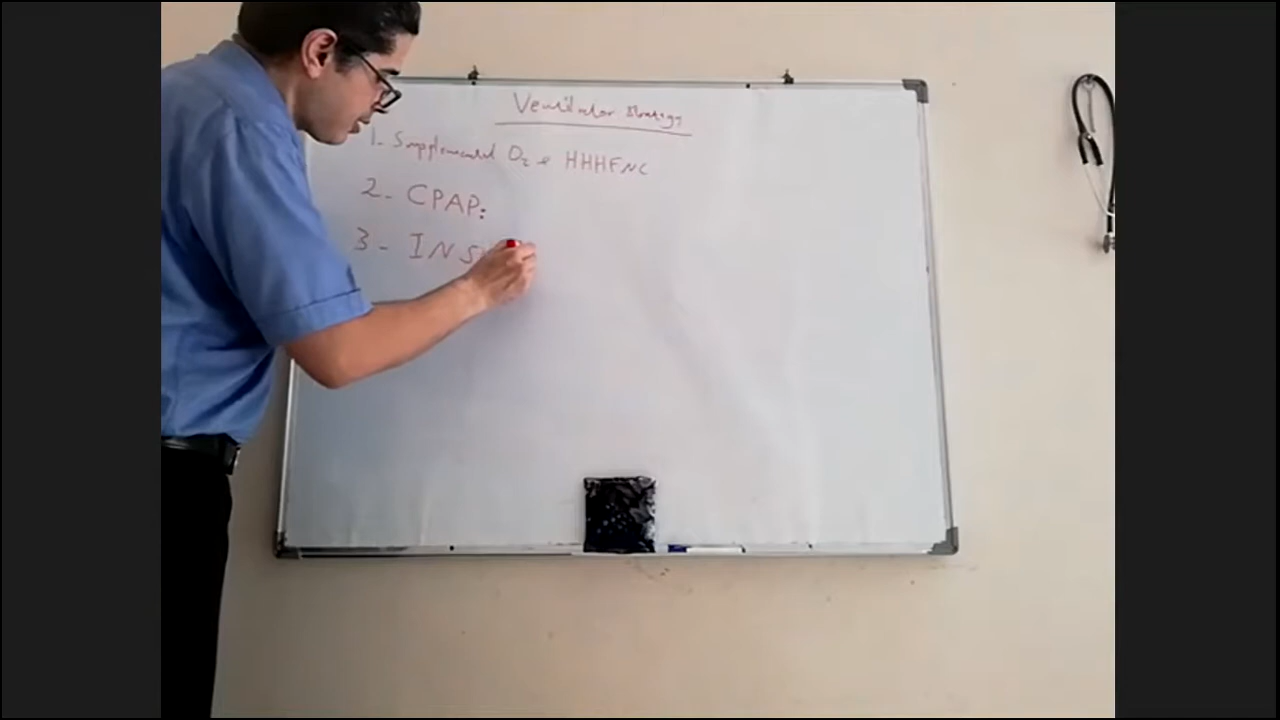 Ventilator strategy
1- Supplemental O2 e HHHFNC
2- CPAP:
3- INS